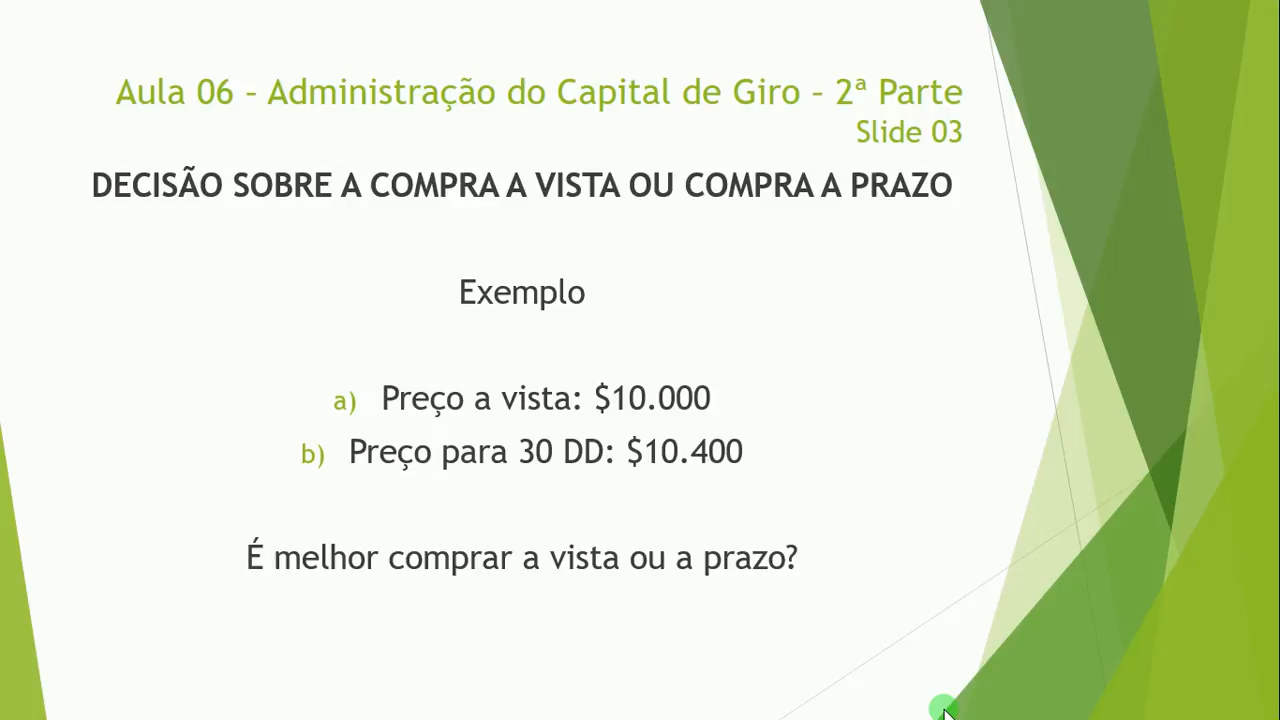 Aula 06 – Administração do Capital de Giro – 2ª Parte
Slide 03
DECISÃO SOBRE A COMPRA A VISTA OU COMPRA A PRAZO
Exemplo
a) Preço a vista: $10.000
b) Preço para 30 DD: $10.400
É melhor comprar a vista ou a prazo?